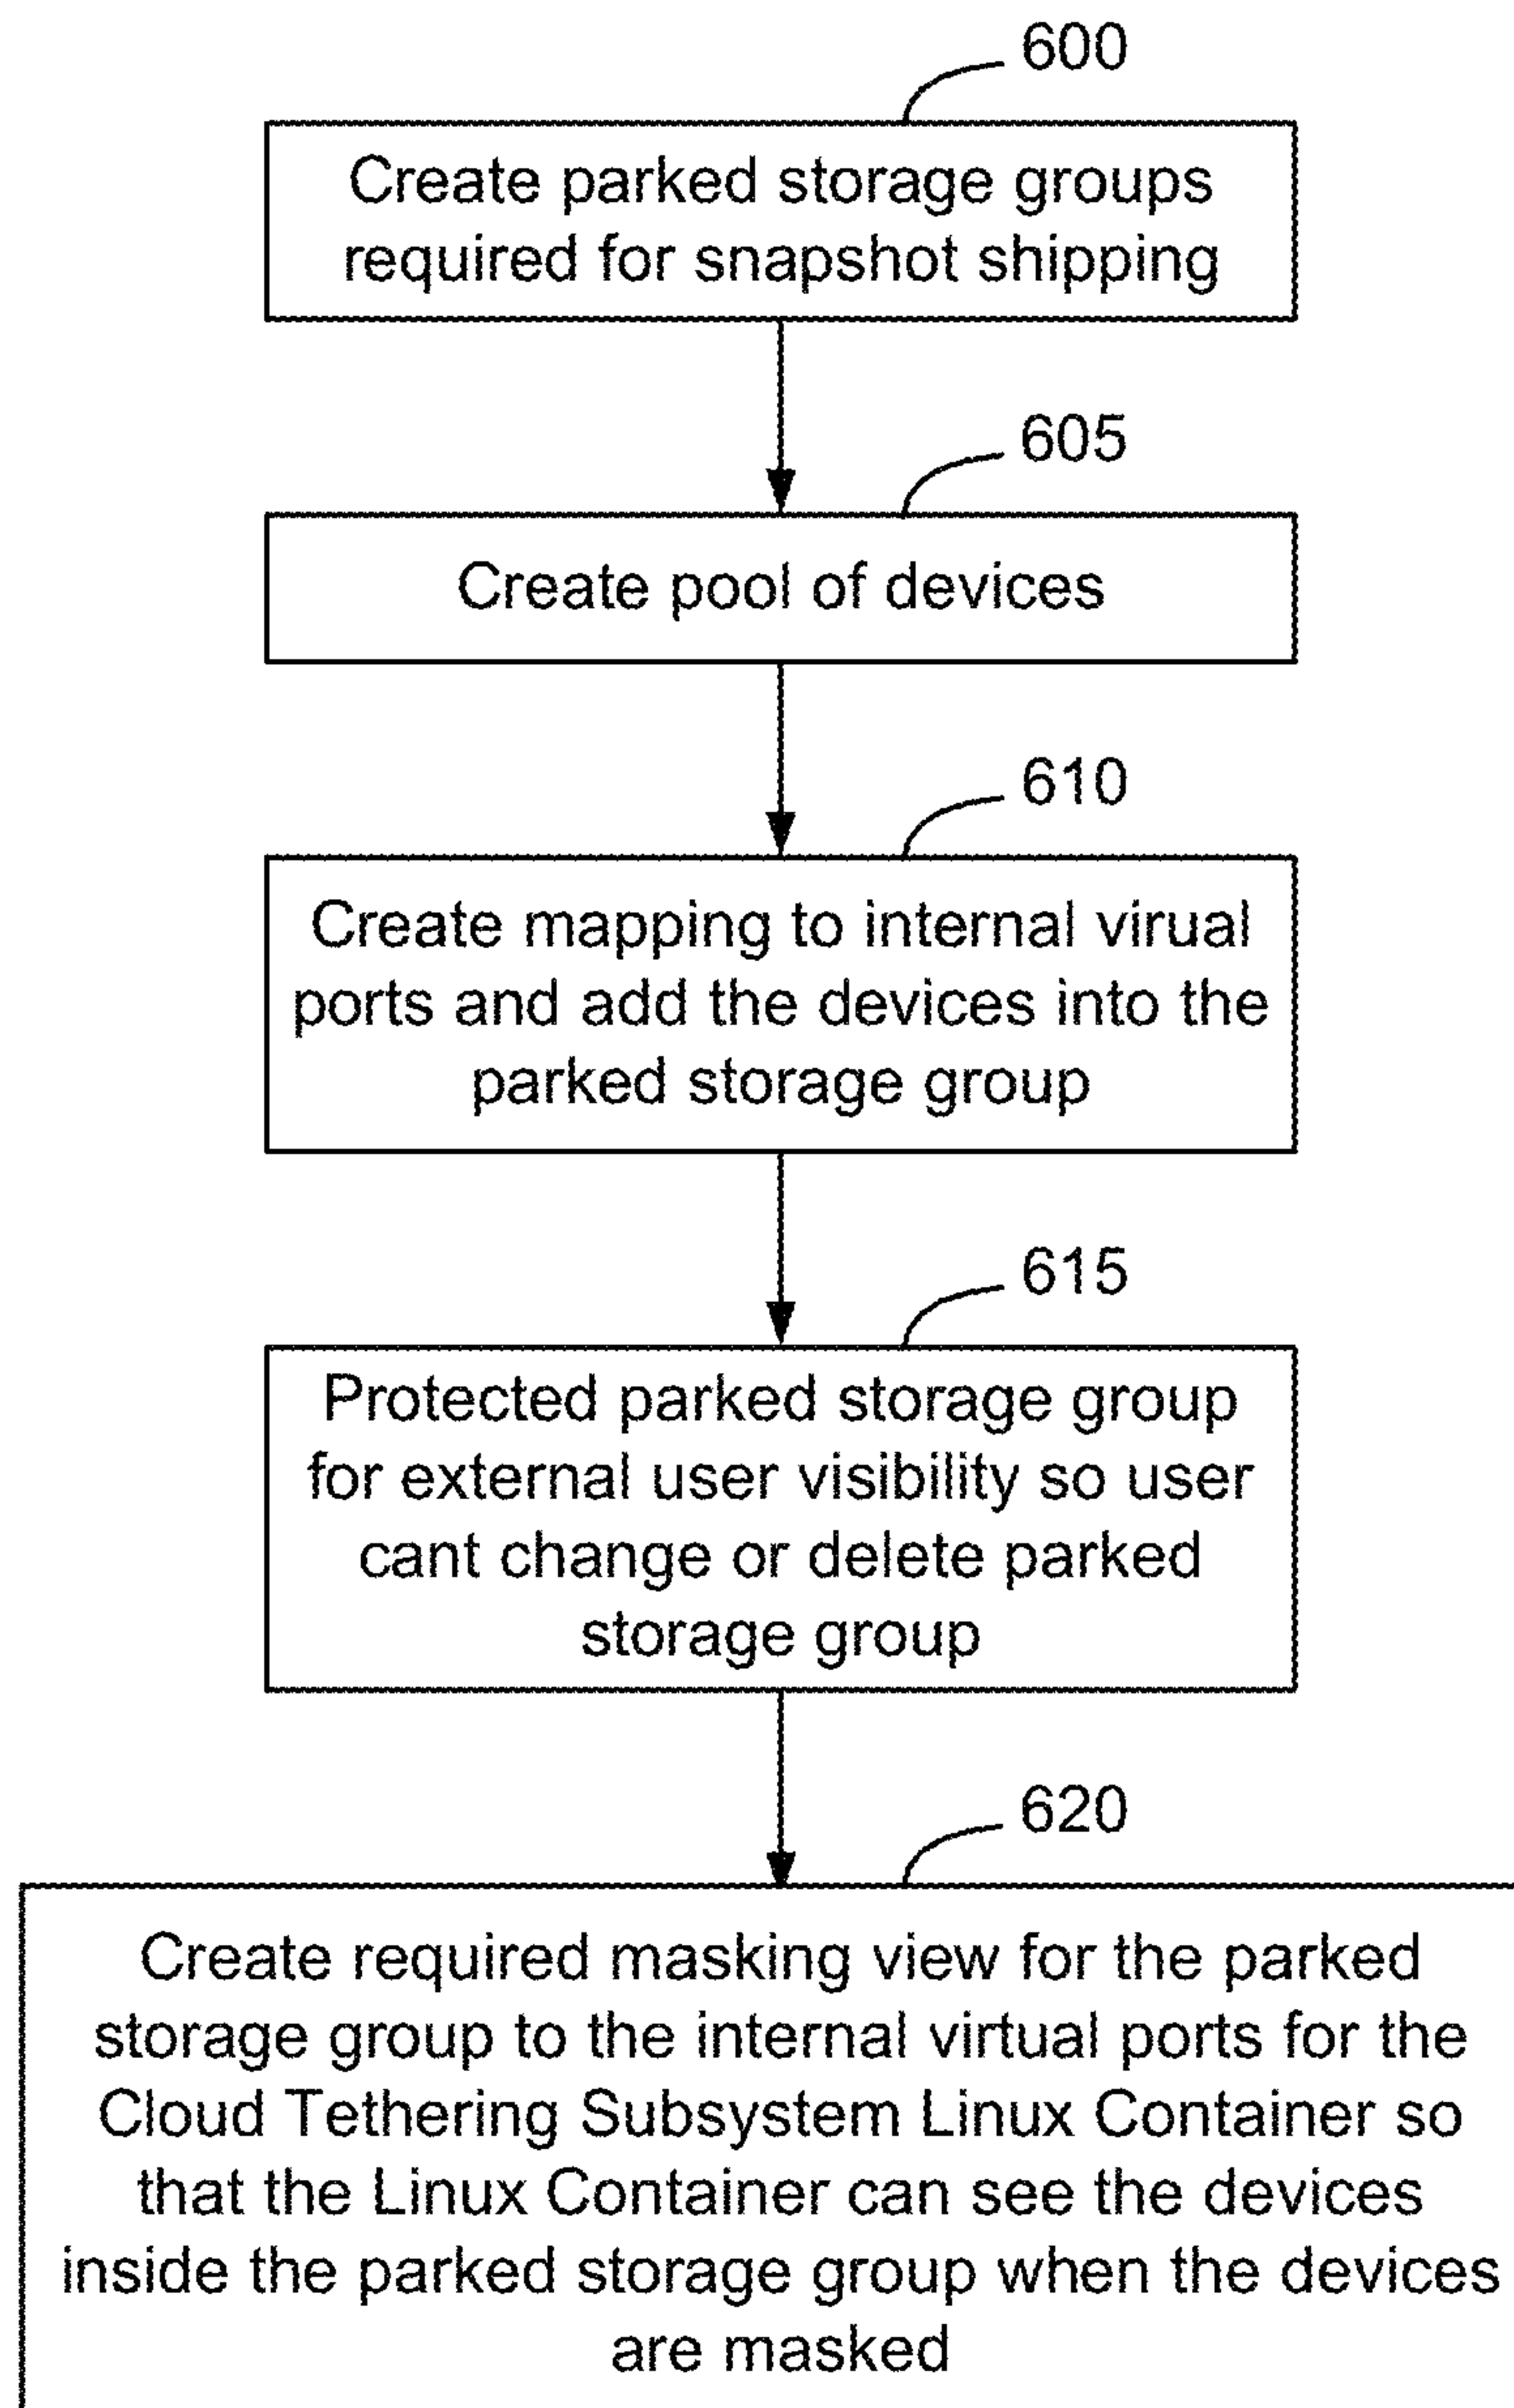 600
Create parked storage groups
required for snapshot shipping
605
Create pool of devices
610
Create mapping to internal virual
ports and add the devices into the
parked storage group
615
Protected parked storage group
for external user visibility so user
cant change or delete parked
storage group
620
Create required masking view for the parked
storage group to the internal virtual ports for the
Cloud Tethering Subsystem Linux Container so
that the Linux Container can see the devices
inside the parked storage group when the devices
are masked